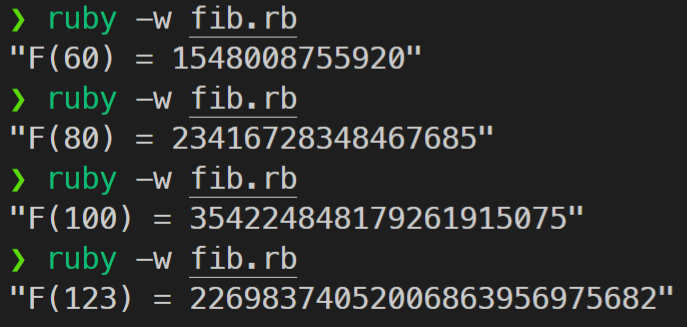 ❯ ruby -w fib.rb
"F(60) = 1548008755920"
❯ ruby -w fib.rb
"F(80) = 23416728348467685"
❯ ruby -w fib.rb
"F(100) = 354224848179261915075"
❯ ruby -w fib.rb
"F(123) = 22698374052006863956975682"